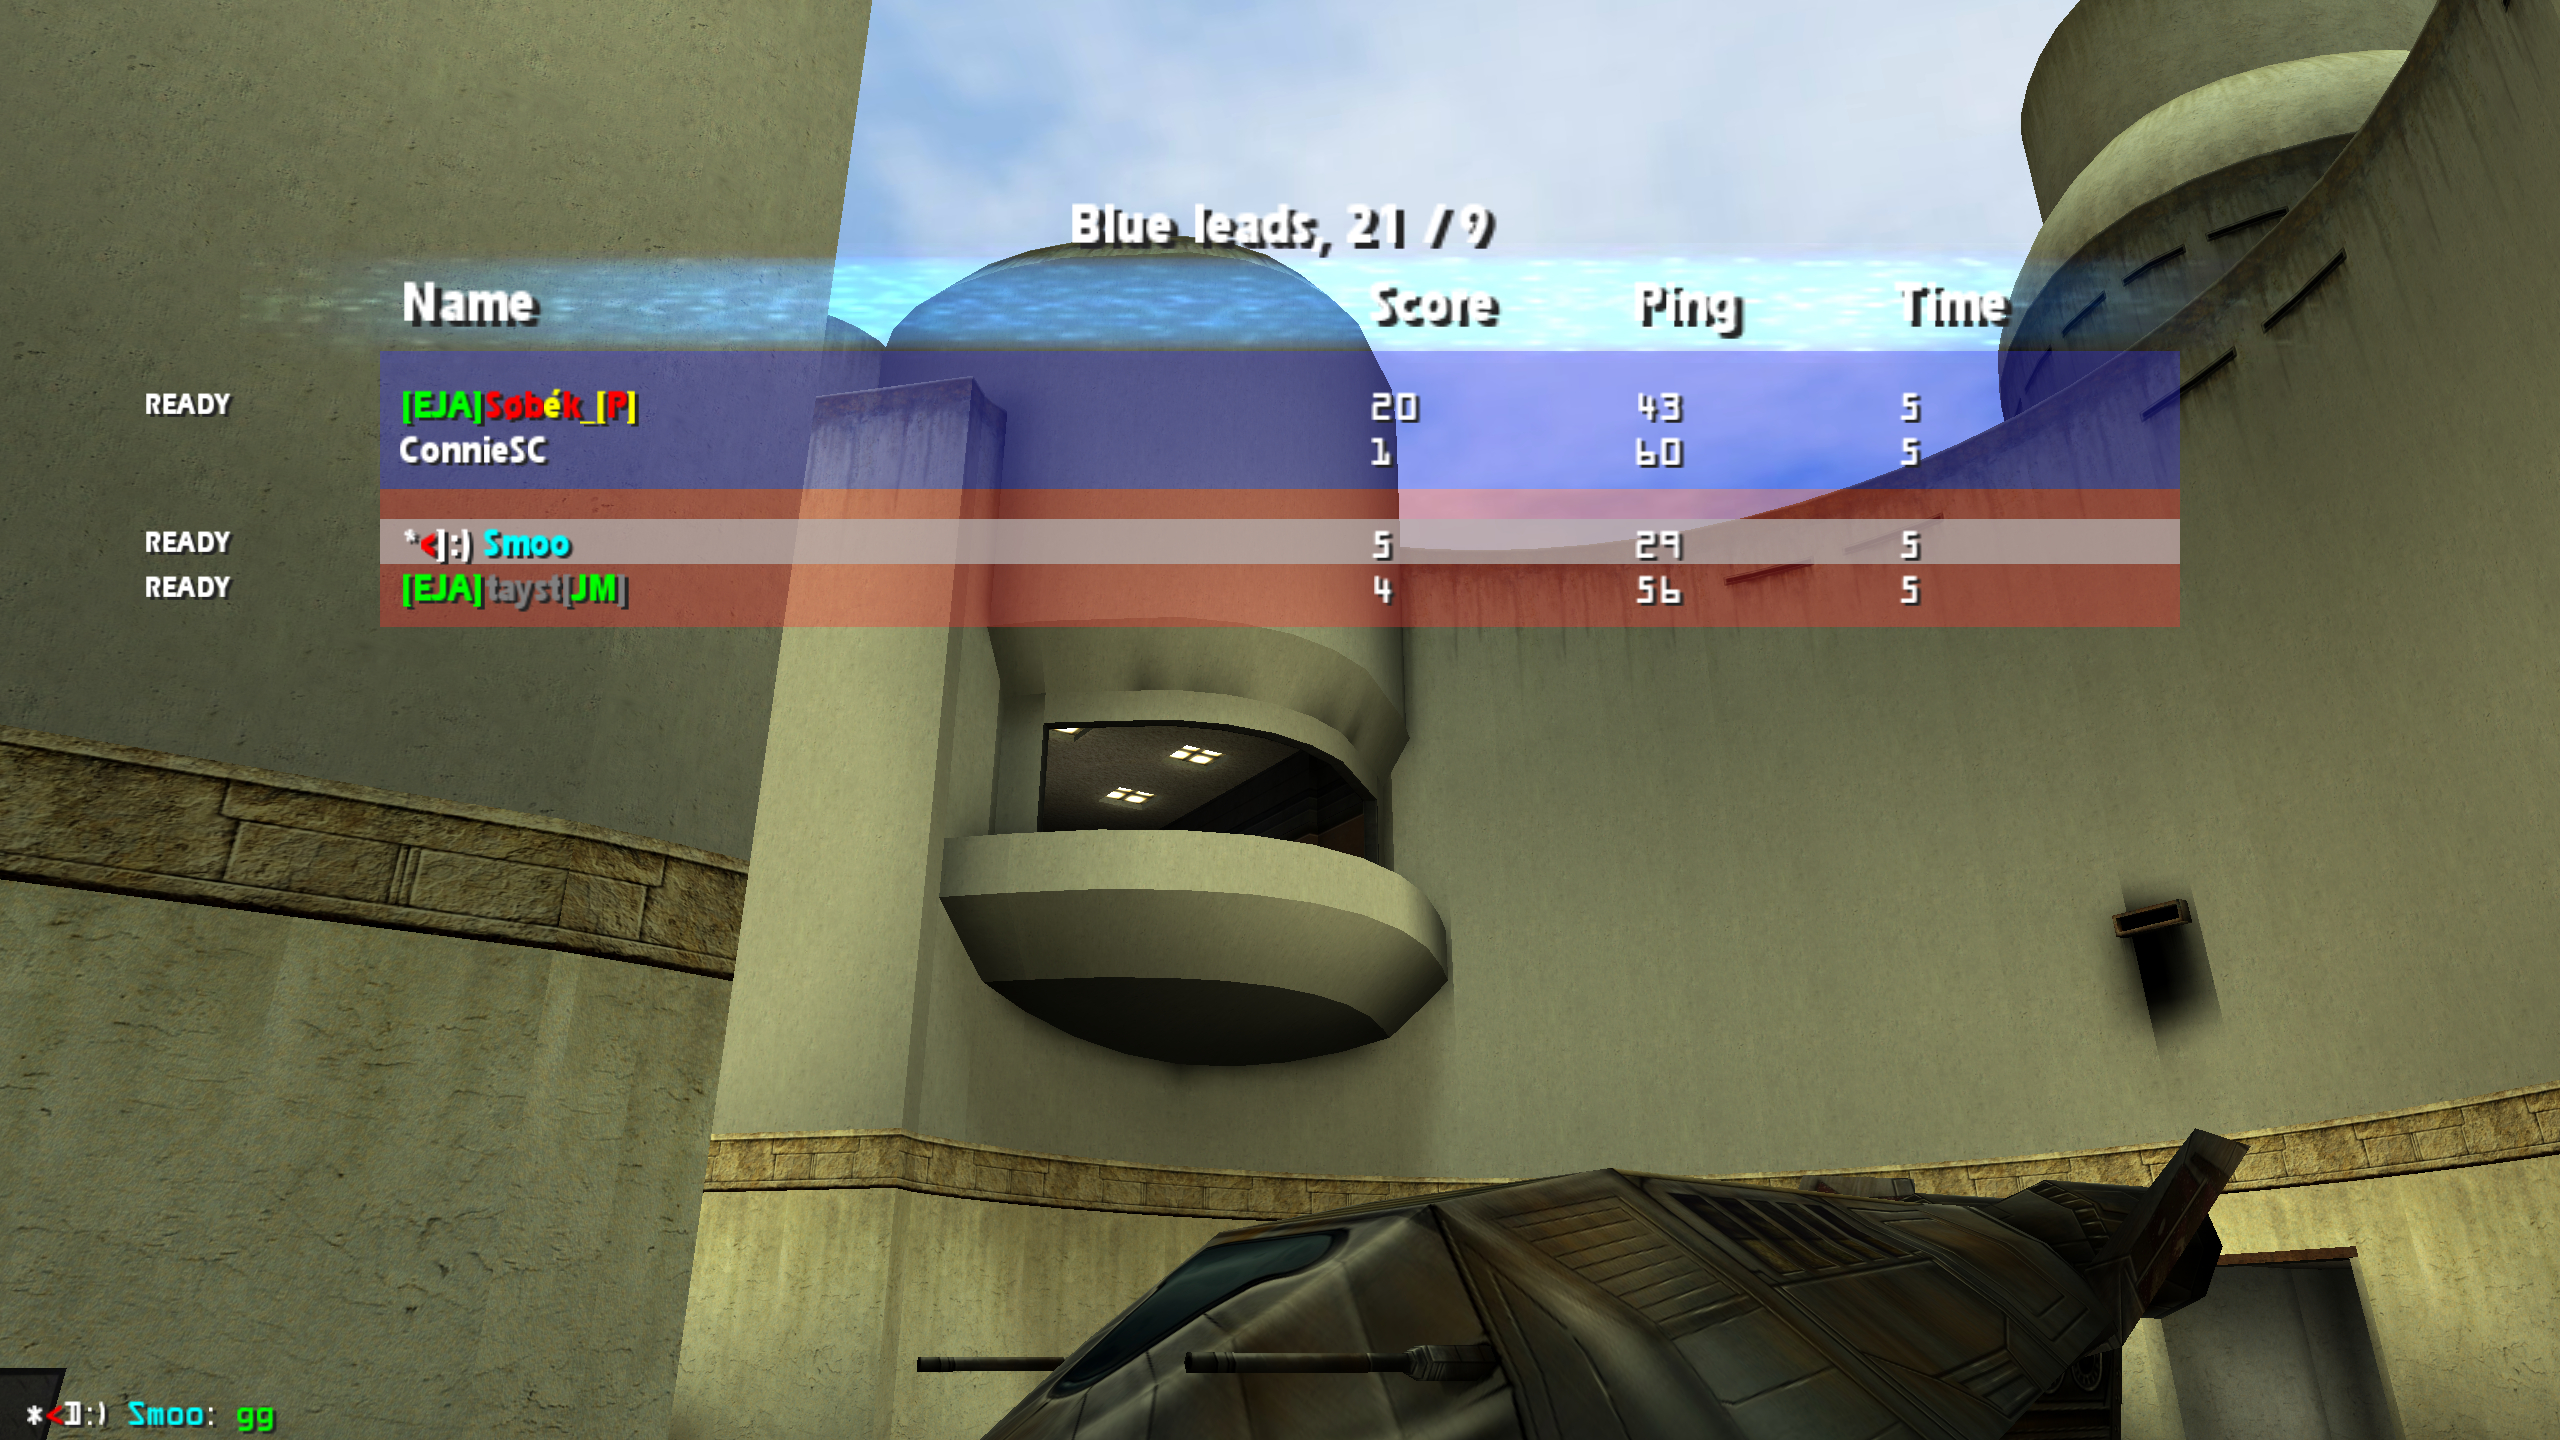 Blue leads, 21 / 9
Name Score Ping Time
READY [EJA]Søbék_[P] 20 43 5
ConnieSC 1 60 5
READY *<]:) Smoo 5 29 5
READY [EJA]tayst[JM] 4 56 5
*<]:) Smoo: gg